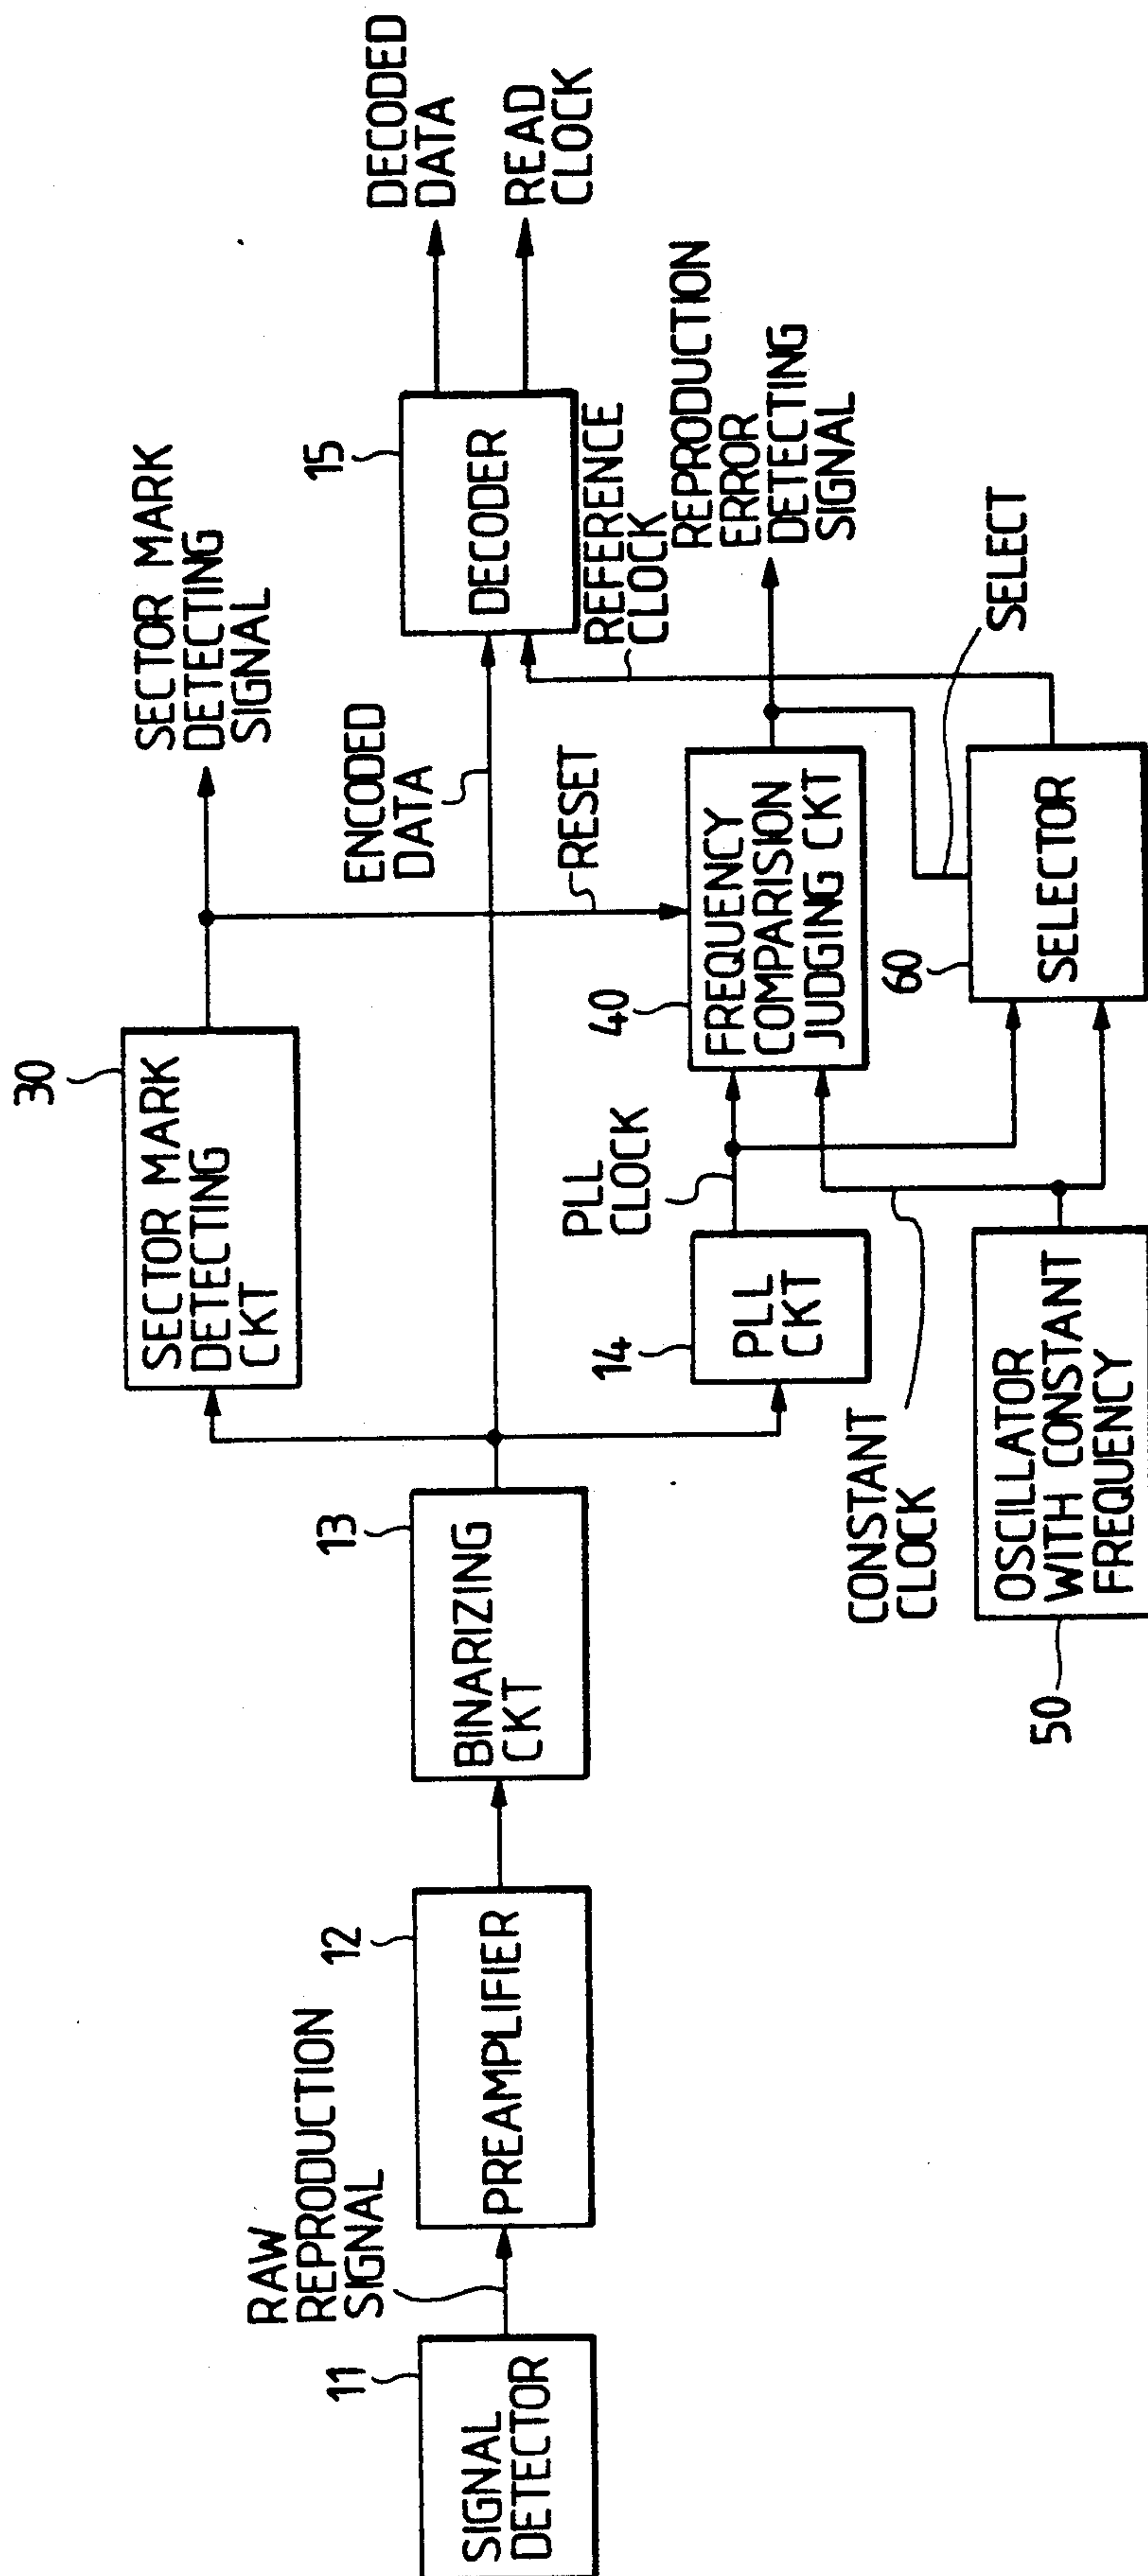 30
SECTOR MARK
DETECTING
CKT
SECTOR MARK
DETECTING
SIGNAL
11
SIGNAL
DETECTOR
RAW
REPRODUCTION
SIGNAL
12
PREAMPLIFIER
13
BINARIZING
CKT
ENCODED
DATA
RESET
15
DECODER
DECODED
DATA
READ
CLOCK
REFERENCE
CLOCK
14
PLL
CKT
PLL
CLOCK
40
FREQUENCY
COMPARISION
JUDGING CKT
REPRODUCTION
ERROR
DETECTING
SIGNAL
CONSTANT
CLOCK
50
OSCILLATOR
WITH CONSTANT
FREQUENCY
60
SELECTOR
SELECT